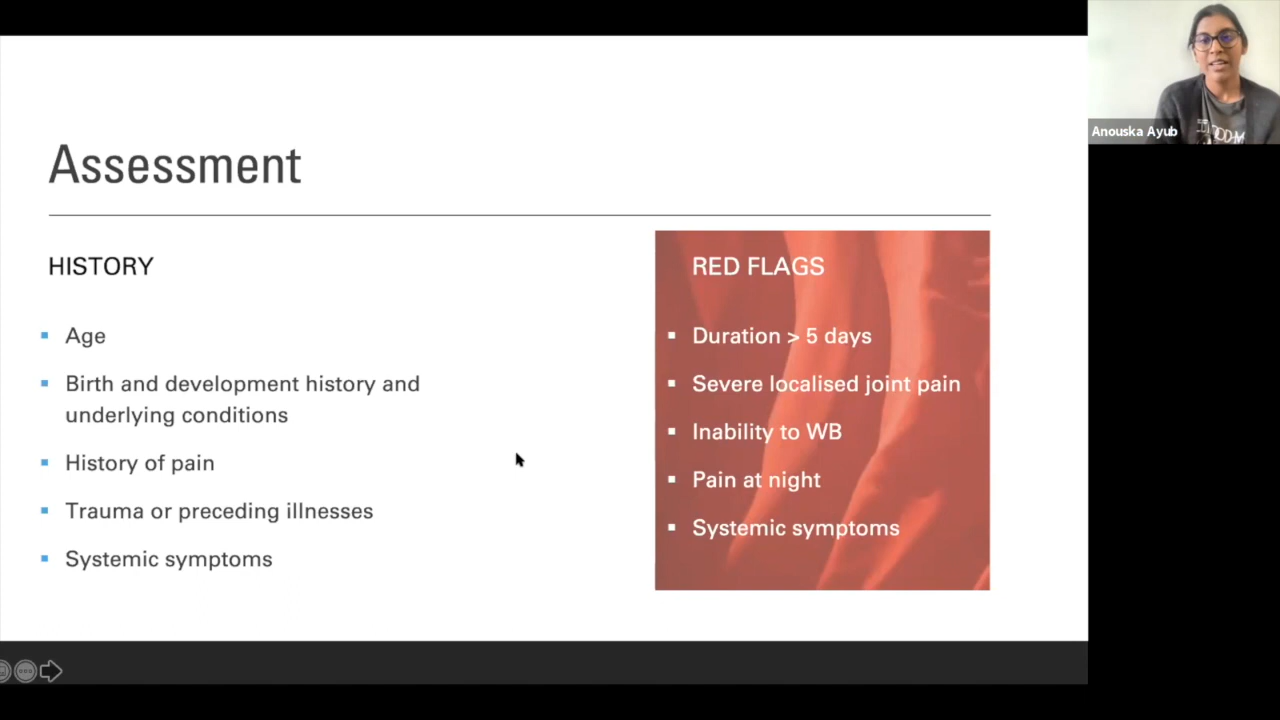 Assessment
HISTORY
Age
Birth and development history and
underlying conditions
History of pain
Trauma or preceding illnesses
Systemic symptoms
RED FLAGS
Duration > 5 days
Severe localised joint pain
Inability to WB
Pain at night
Systemic symptoms
Anouska Ayub